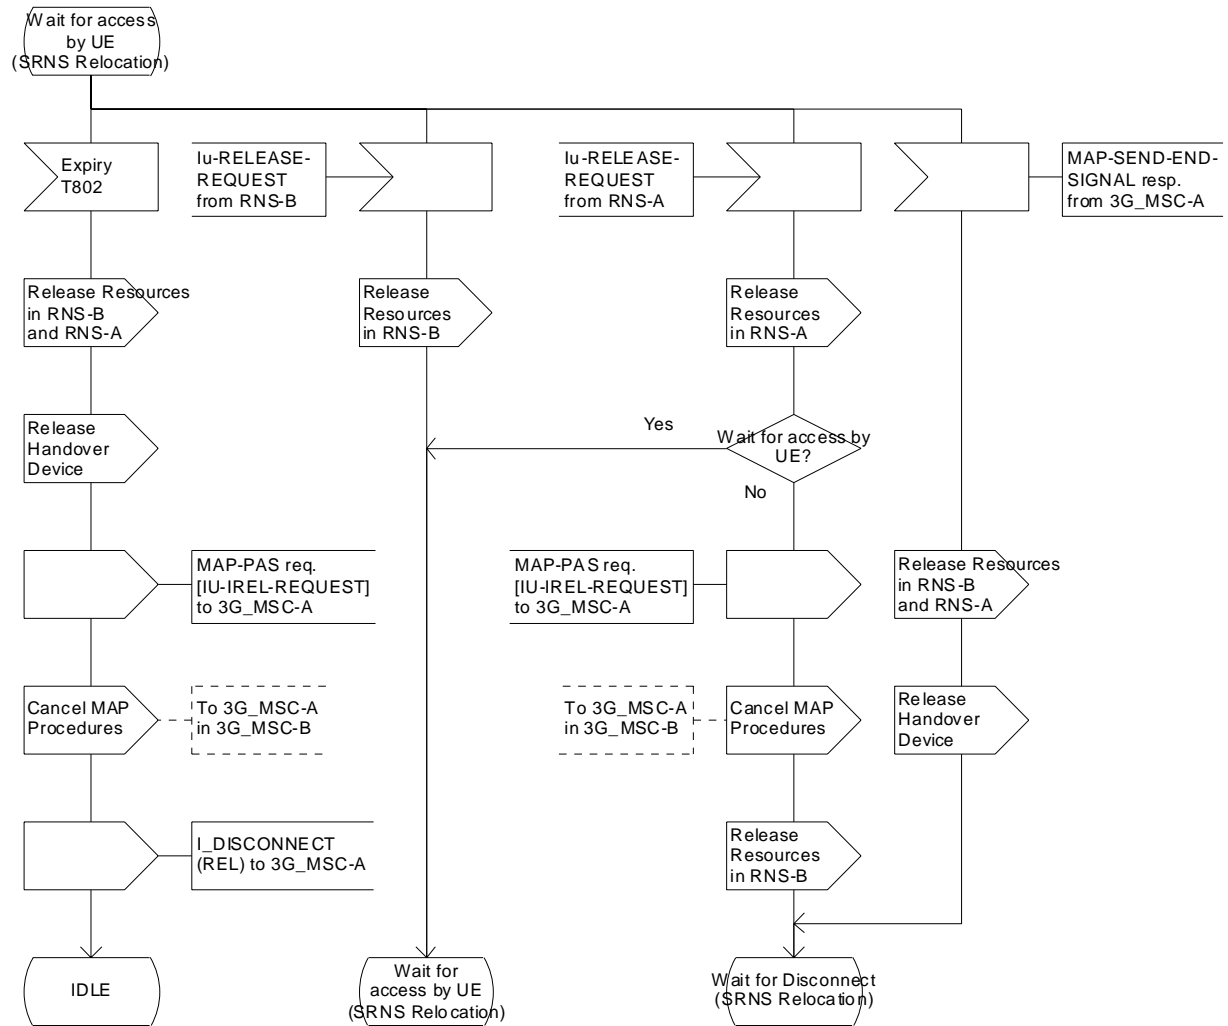 Wait for access
by UE
(SRNS Relocation)
Expiry
T802
Iu-RELEASE-
REQUEST
from RNS-B
Iu-RELEASE-
REQUEST
from RNS-A
MAP-SEND-END-
SIGNAL resp.
from 3G_MSC-A
Release Resources
in RNS-B
and RNS-A
Release
Resources
in RNS-B
Release
Resources
in RNS-A
Release
Handover
Device
Yes
Wait for access by
UE?
No
MAP-PAS req.
[IU-IREL-REQUEST]
to 3G_MSC-A
MAP-PAS req.
[IU-IREL-REQUEST]
to 3G_MSC-A
Release Resources
in RNS-B
and RNS-A
Cancel MAP
Procedures
To 3G_MSC-A
in 3G_MSC-B
To 3G_MSC-A
in 3G_MSC-B
Cancel MAP
Procedures
Release
Handover
Device
I_DISCONNECT
(REL) to 3G_MSC-A
Release
Resources
in RNS-B
IDLE
Wait for
access by UE
(SRNS Relocation)
Wait for Disconnect
(SRNS Relocation)